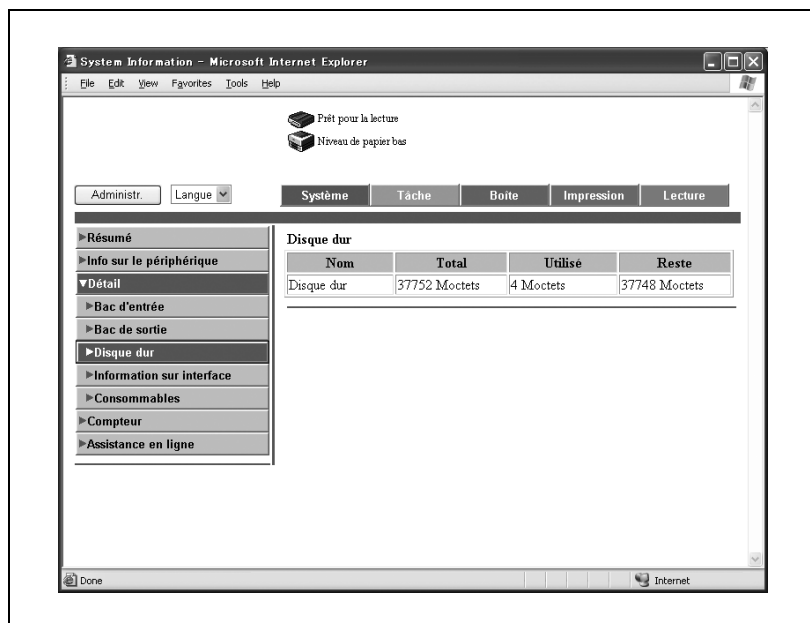 System Information - Microsoft Internet Explorer
File Edit View Favorites Tools Help
Prêt pour la lecture
Niveau de papier bas
Administr. Langue
Système Tâche Boîte Impression Lecture
Résumé
Info sur le périphérique
Détail
Bac d'entrée
Bac de sortie
Disque dur
Information sur interface
Consommables
Compteur
Assistance en ligne
Disque dur
Nom Total Utilisé Reste
Disque dur 37752 Moctets 4 Moctets 37748 Moctets
Done Internet